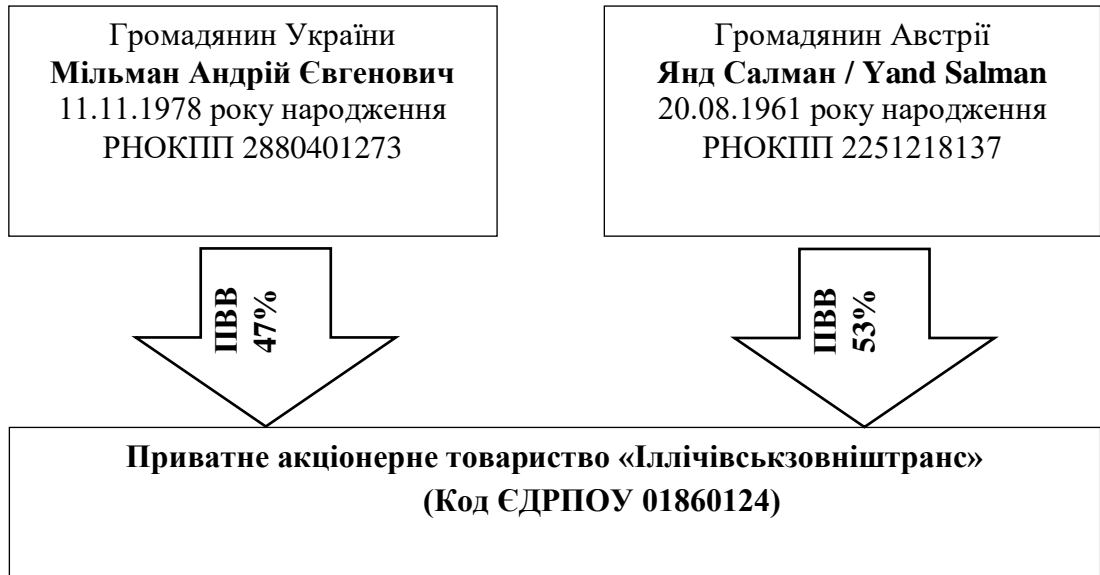 Громадянин України
Мільман Андрій Євгенович
11.11.1978 року народження
РНОКПП 2880401273
Громадянин Австрії
Янд Салман / Yand Salman
20.08.1961 року народження
РНОКПП 2251218137
ПВВ
47%
ПВВ
53%
Приватне акціонерне товариство «Іллічівськзовніштранс»
(Код ЄДРПОУ 01860124)